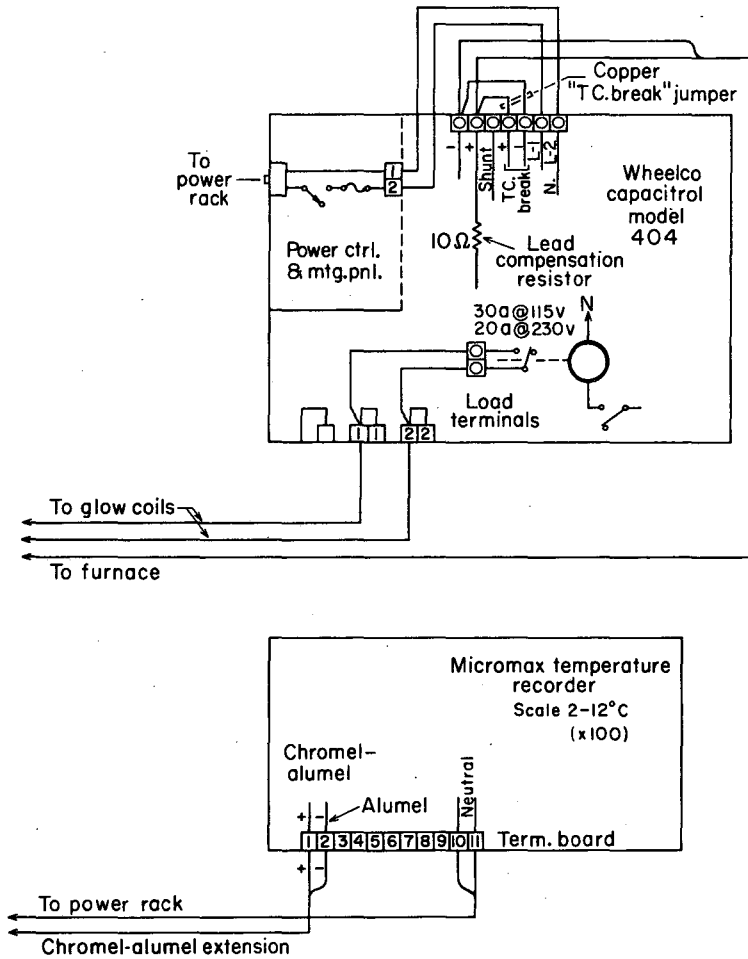 Copper
"T.C. break" jumper
To
power
rack
1
2
- + Shunt + - L-1 L-2
T.C. break N.
Power ctrl.
& mtg. pnl.
10Ω
Lead
compensation
resistor
Wheelco
capacitrol
model
404
30a@115v
20a@230v
N
Load
terminals
1 1 2 2
To glow coils
To furnace
Micromax temperature
recorder
Scale 2-12°C
(x100)
Chromel-
alumel
Alumel
Neutral
+ -
1 2 3 4 5 6 7 8 9 10 11 Term. board
+ -
To power rack
Chromel-alumel extension